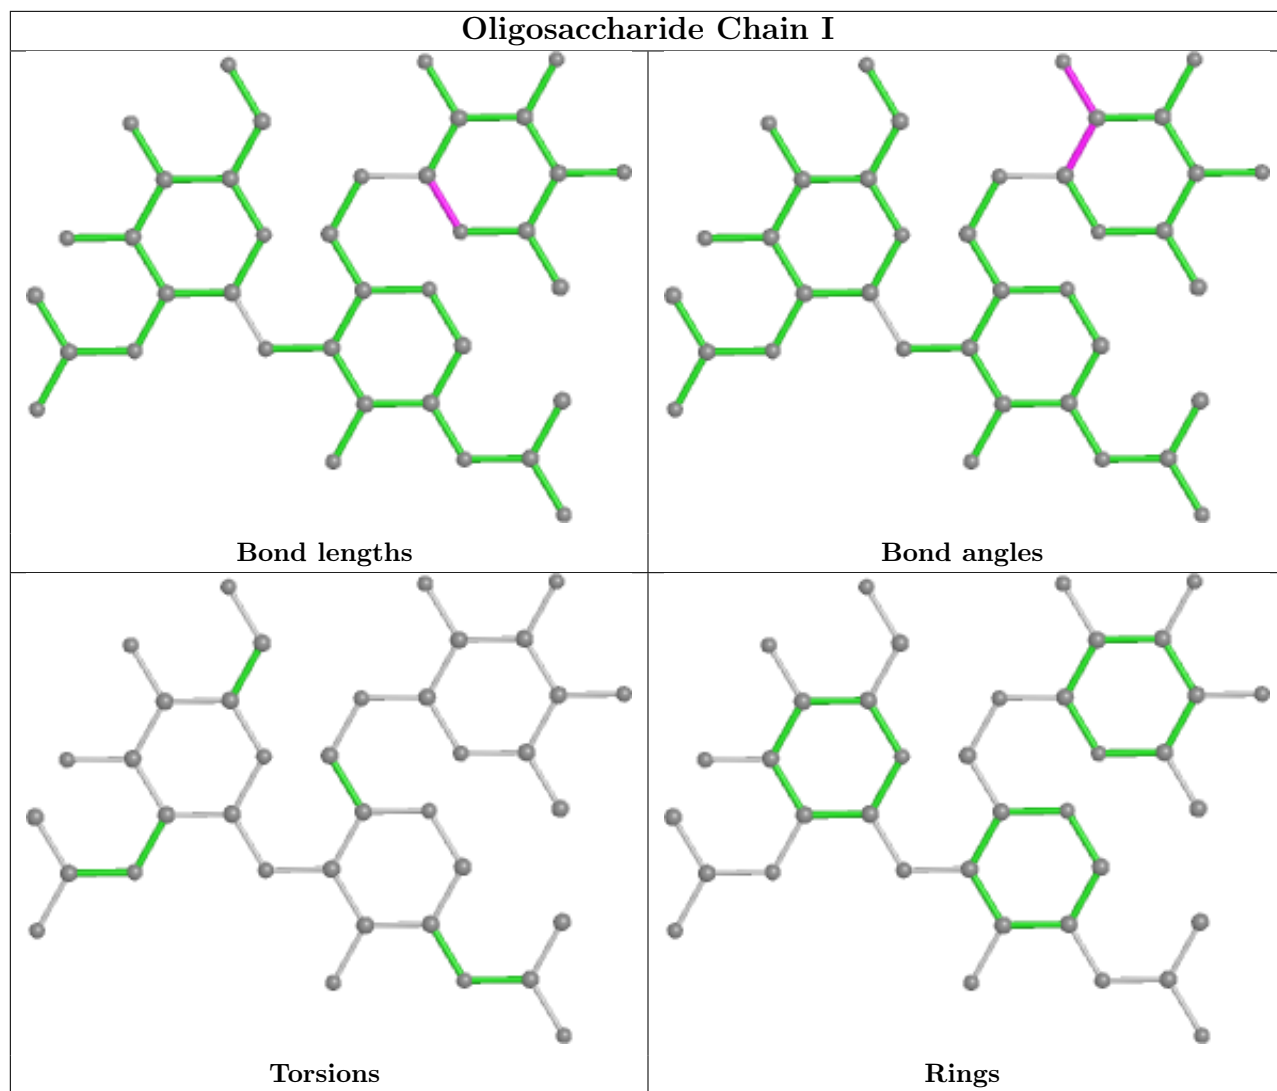 Oligosaccharide Chain I
Bond lengths
Bond angles
Torsions
Rings